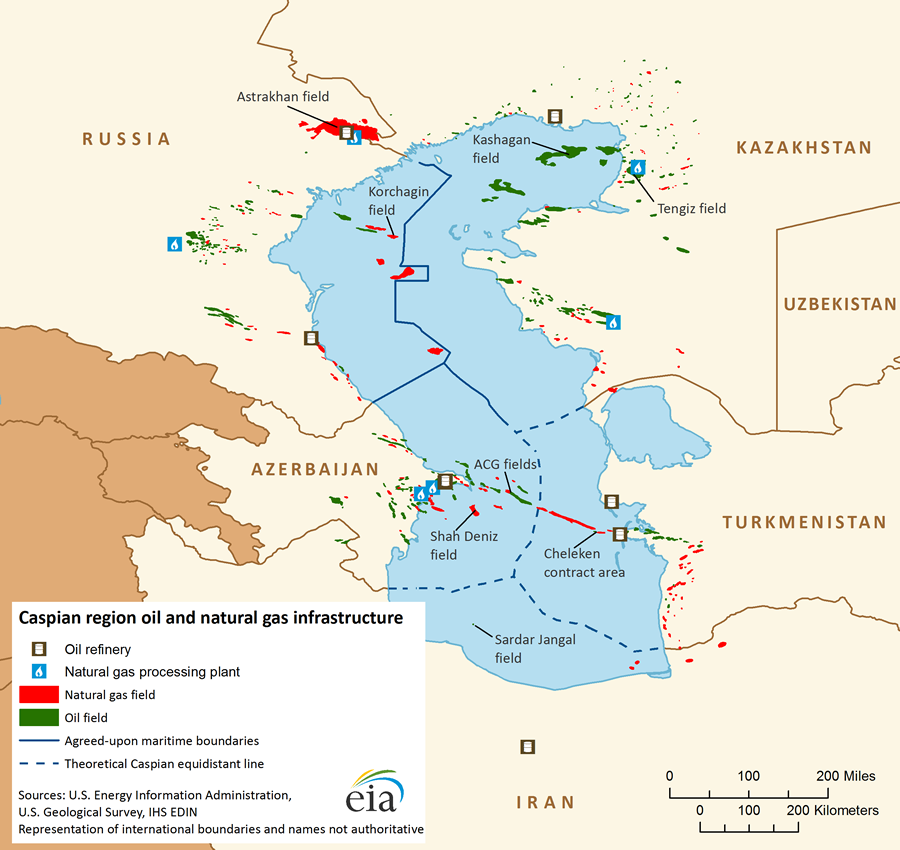 Astrakhan field
RUSSIA
Kashagan
field
KAZAKHSTAN
Korchagin
field
Tengiz field
UZBEKISTAN
AZERBAIJAN
ACG fields
TURKMENISTAN
Shah Deniz
field
Cheleken
contract area
Sardar Jangal
field
IRAN
Caspian region oil and natural gas infrastructure
Oil refinery
Natural gas processing plant
Natural gas field
Oil field
Agreed-upon maritime boundaries
Theoretical Caspian equidistant line
Sources: U.S. Energy Information Administration,
U.S. Geological Survey, IHS EDIN
Representation of international boundaries and names not authoritative
eia
0 100 200 Miles
0 100 200 Kilometers